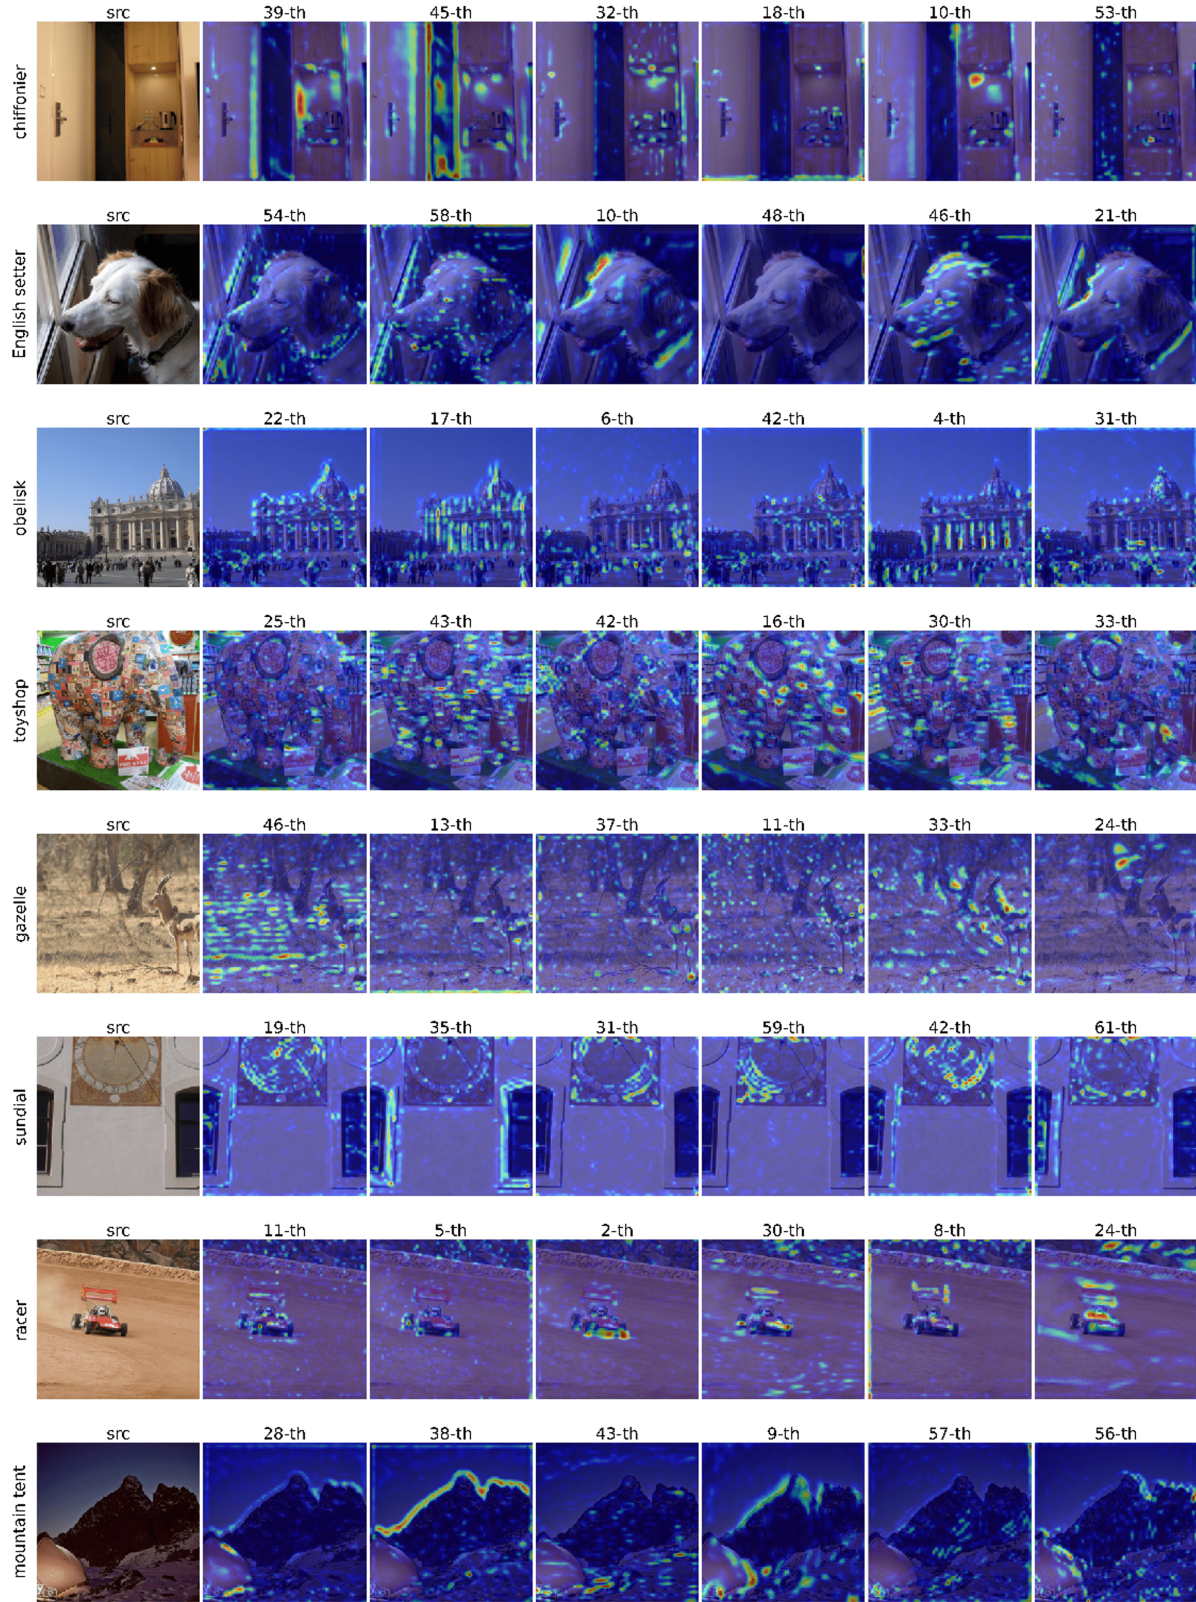 src 39-th 45-th 32-th 18-th 10-th 53-th
chiffonier
src 54-th 58-th 10-th 48-th 46-th 21-th
English setter
src 22-th 17-th 6-th 42-th 4-th 31-th
obelisk
src 25-th 43-th 42-th 16-th 30-th 33-th
toyshop
src 46-th 13-th 37-th 11-th 33-th 24-th
gazelle
src 19-th 35-th 31-th 59-th 42-th 61-th
sundial
src 11-th 5-th 2-th 30-th 8-th 24-th
racer
src 28-th 38-th 43-th 9-th 57-th 56-th
mountain tent